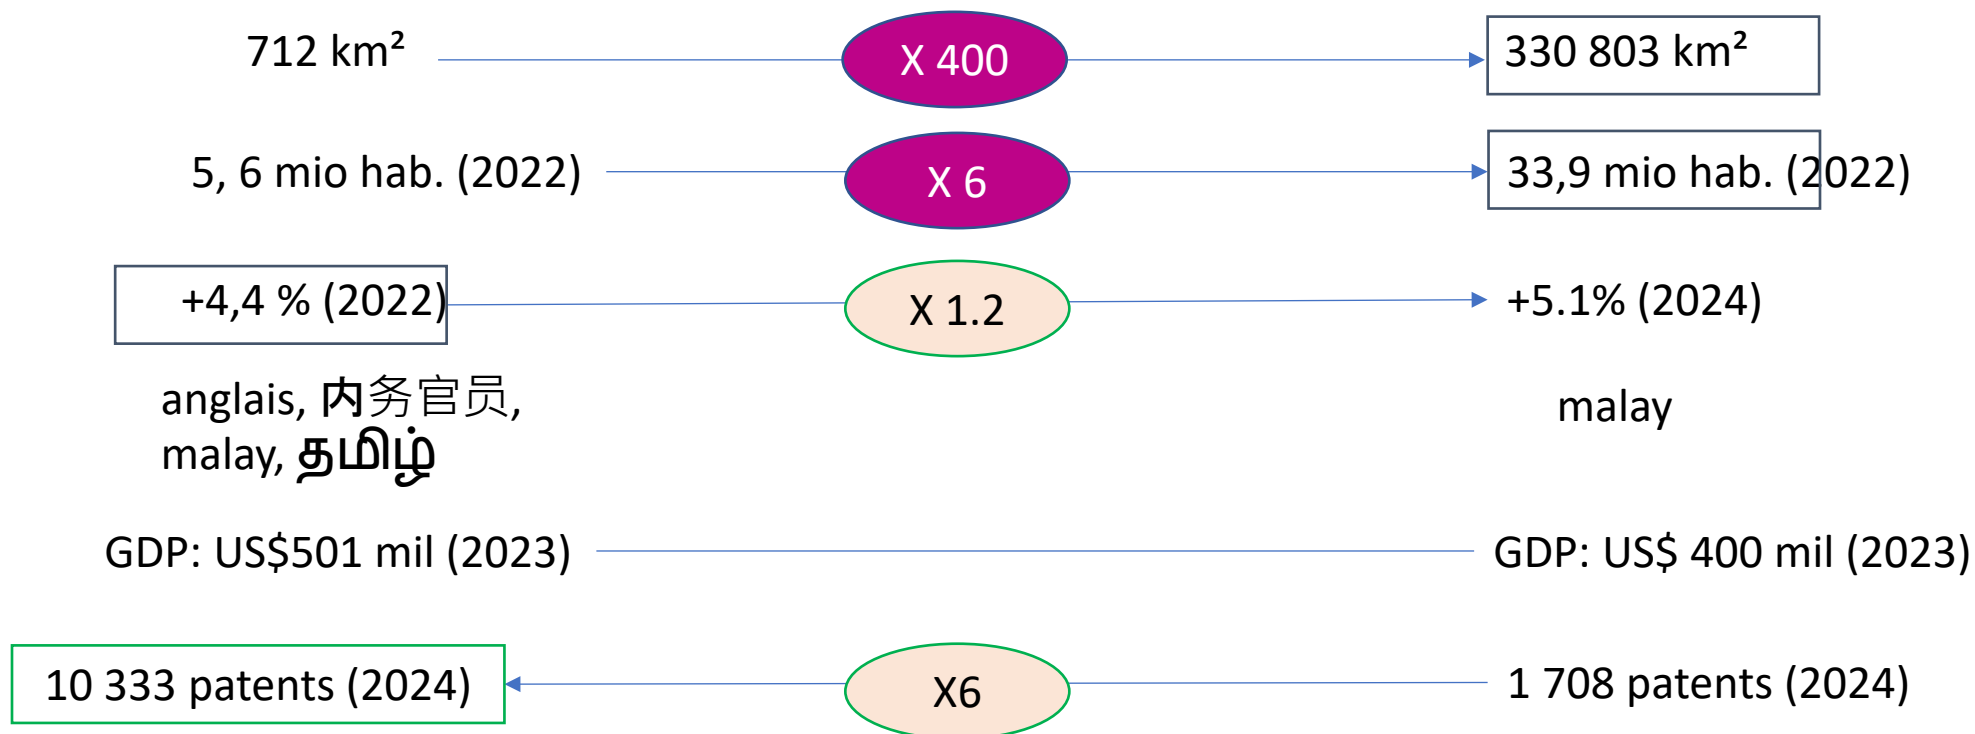 712 km²
X 400
330 803 km²
5, 6 mio hab. (2022)
X 6
33,9 mio hab. (2022)
+4,4 % (2022)
X 1.2
+5.1% (2024)
anglais, 内务官员,
malay, தமிழ்
malay
GDP: US$501 mil (2023)
GDP: US$ 400 mil (2023)
10 333 patents (2024)
X6
1 708 patents (2024)